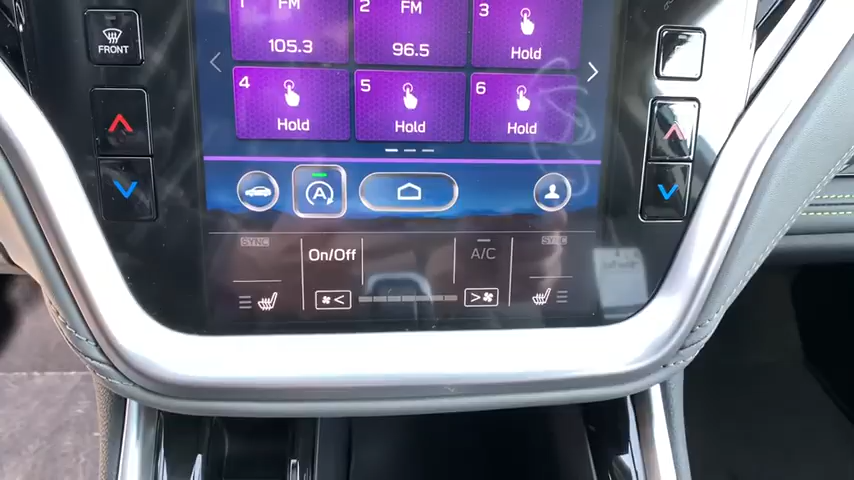 1 FM
105.3
2 FM
96.5
3
Hold
4
Hold
5
Hold
6
Hold
FRONT
A
SYNC
On/Off
A/C
SYNC